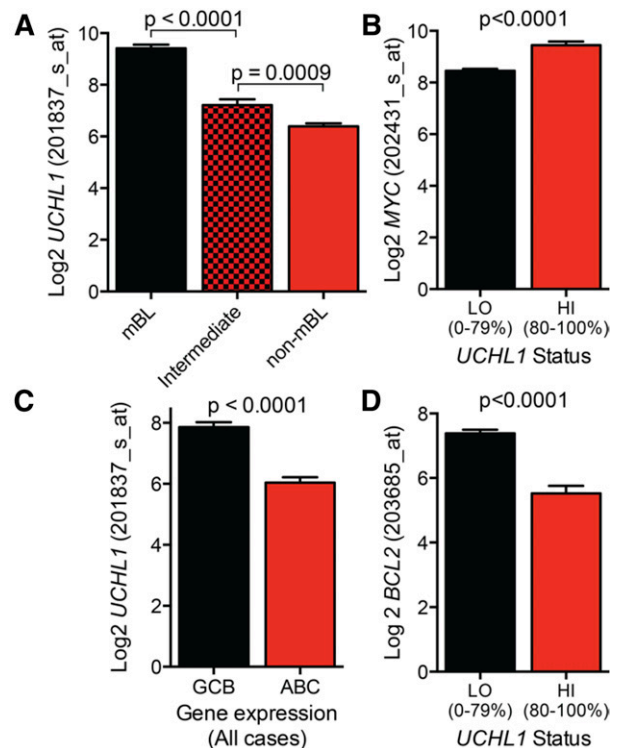 A
p < 0.0001
p = 0.0009
Log2 UCHL1 (201837_s_at)
10
8
6
4
2
0
mBL
Intermediate
non-mBL
B
p<0.0001
Log2 MYC (202431_s_at)
10
8
6
4
2
0
LO
(0-79%)
HI
(80-100%)
UCHL1 Status
C
p < 0.0001
Log2 UCHL1 (201837_s_at)
8
6
4
2
0
GCB
ABC
Gene expression
(All cases)
D
p<0.0001
Log 2 BCL2 (203685_at)
8
6
4
2
0
LO
(0-79%)
HI
(80-100%)
UCHL1 Status